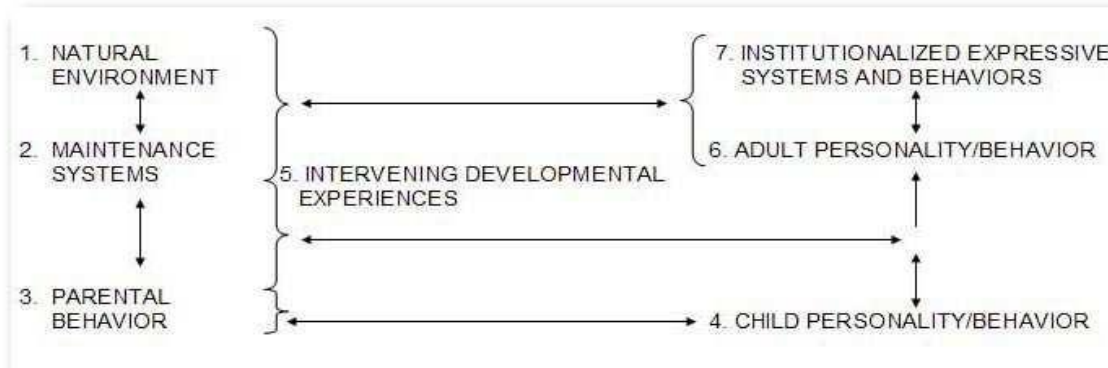 1. NATURAL
ENVIRONMENT
2. MAINTENANCE
SYSTEMS
3. PARENTAL
BEHAVIOR
5. INTERVENING DEVELOPMENTAL
EXPERIENCES
7. INSTITUTIONALIZED EXPRESSIVE
SYSTEMS AND BEHAVIORS
6. ADULT PERSONALITY/BEHAVIOR
4. CHILD PERSONALITY/BEHAVIOR